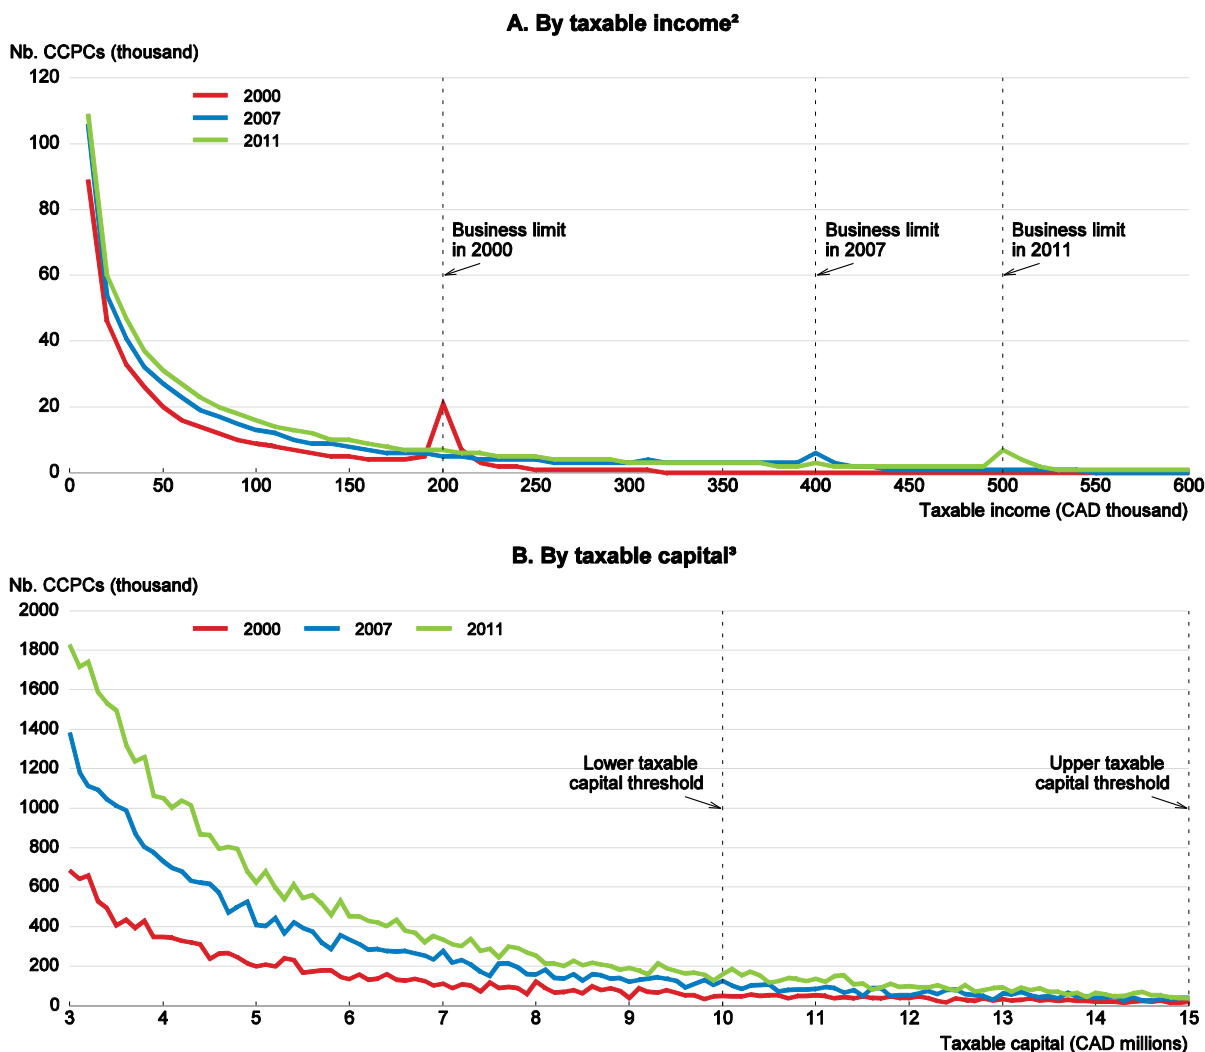 A. By taxable income²
Nb. CCPCs (thousand)
120
100
80
60
40
20
0
2000
2007
2011
Business limit
in 2000
Business limit
in 2007
Business limit
in 2011
0 50 100 150 200 250 300 350 400 450 500 550 600
Taxable income (CAD thousand)
B. By taxable capital³
Nb. CCPCs (thousand)
2000
1800
1600
1400
1200
1000
800
600
400
200
0
2000 2007 2011
Lower taxable
capital threshold
Upper taxable
capital threshold
3 4 5 6 7 8 9 10 11 12 13 14 15
Taxable capital (CAD millions)